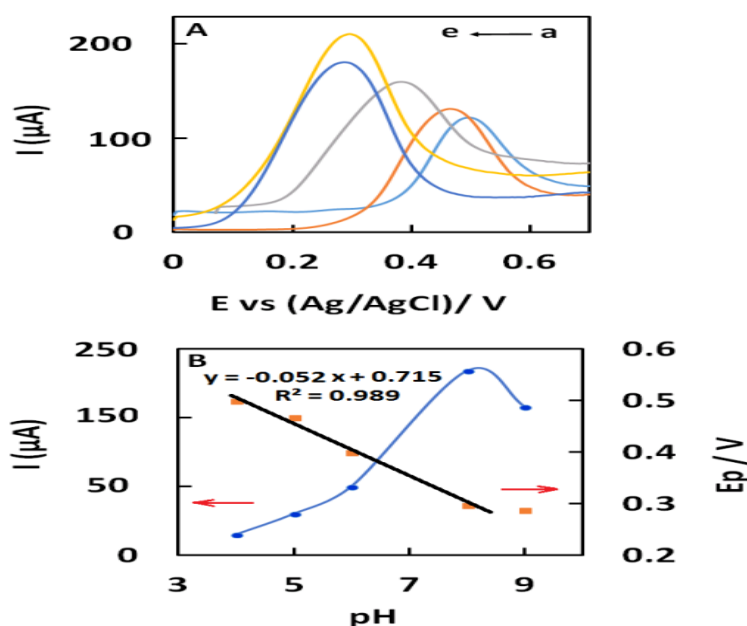 A
e a
200
100
0
I (µA)
0 0.2 0.4 0.6
E vs (Ag/AgCl)/ V
B
y = -0.052 x + 0.715
R² = 0.989
250
150
50
0
I (µA)
0.6
0.5
0.4
0.3
0.2
Ep / V
3 5 7 9
pH